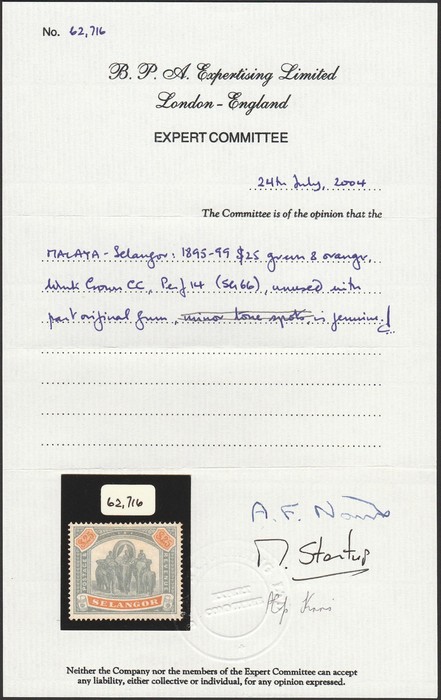 No. 62,716
B. P. A. Expertising Limited
London - England
EXPERT COMMITTEE
24th July, 2004
The Committee is of the opinion that the
MALAYA - Selangor: 1895-99 $25 green & orange,
Wmk Crown CC, Perf 14 (SG66), unused with
part original gum, minor tone spots, is genuine.
62,716
SELANGOR
M. Startup
Neither the Company nor the members of the Expert Committee can accept
any liability, either collective or individual, for any opinion expressed.